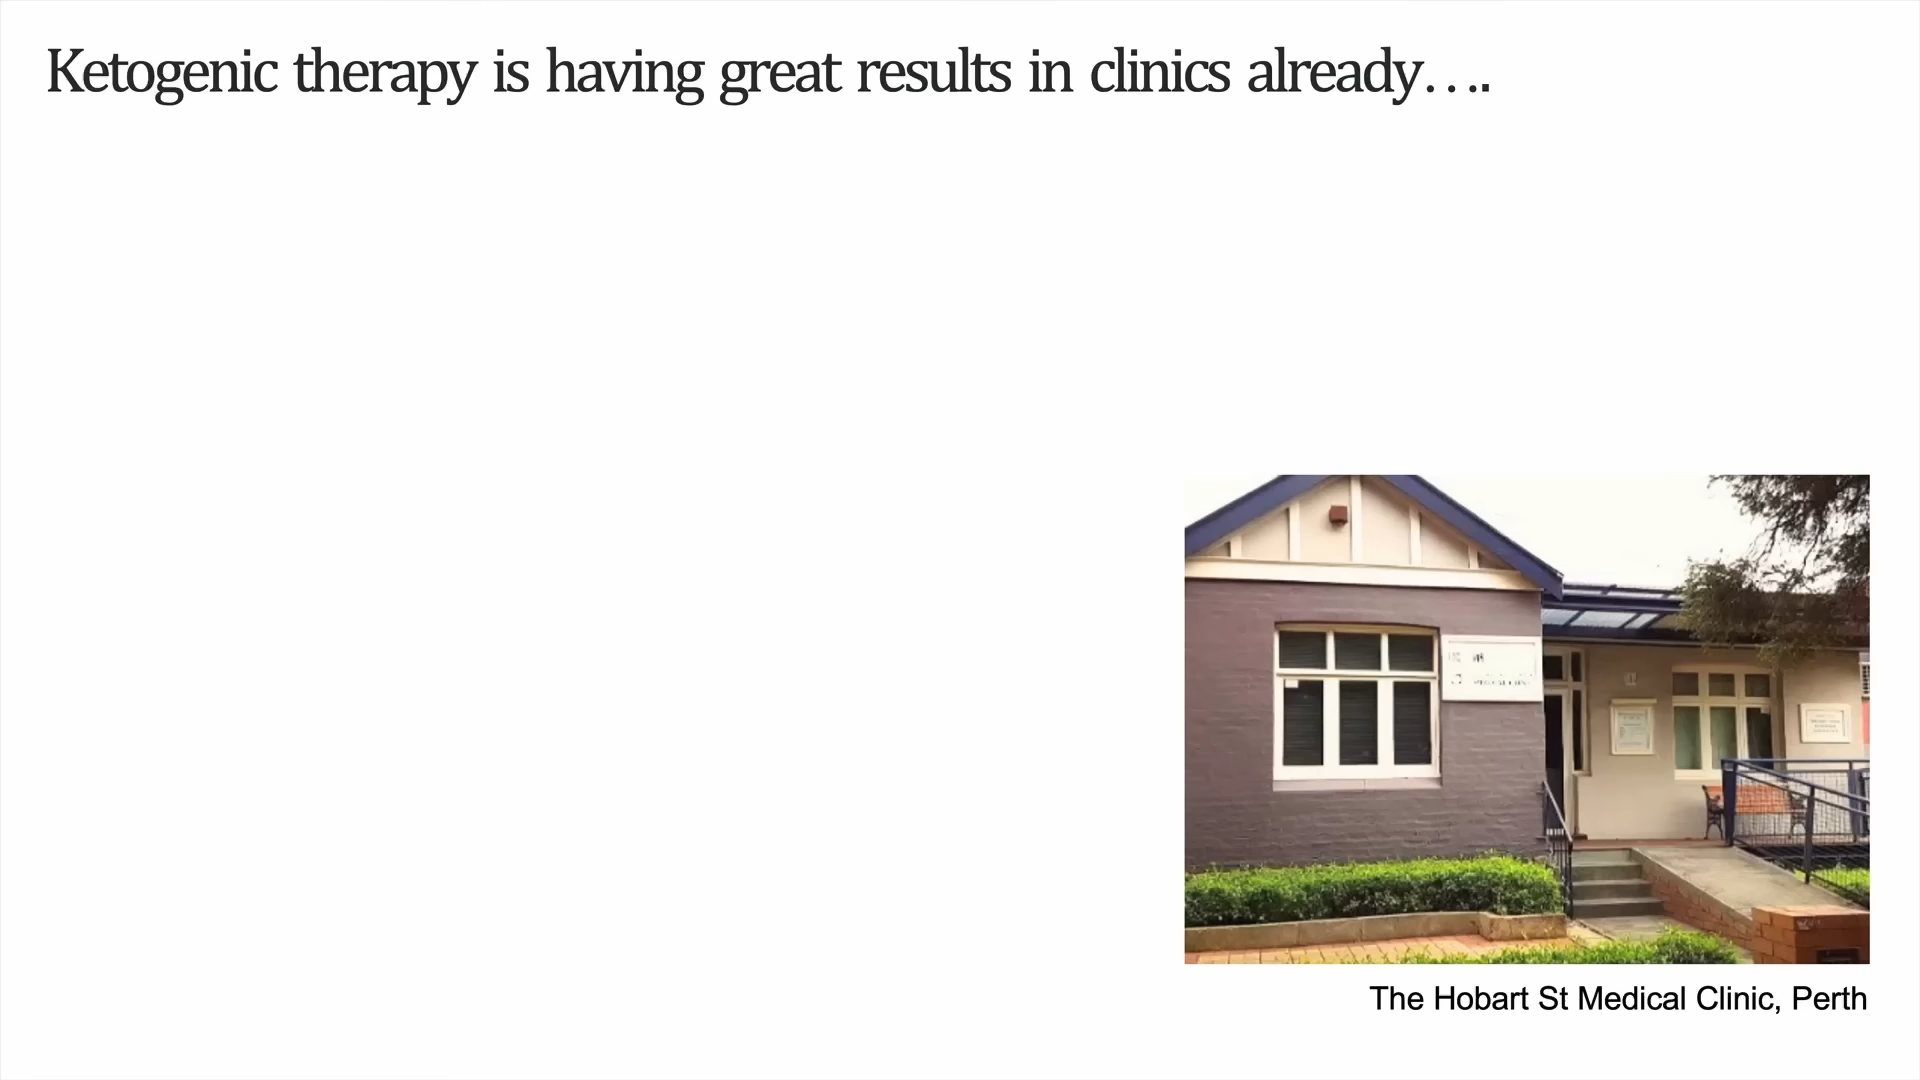 Ketogenic therapy is having great results in clinics already….
The Hobart St Medical Clinic, Perth